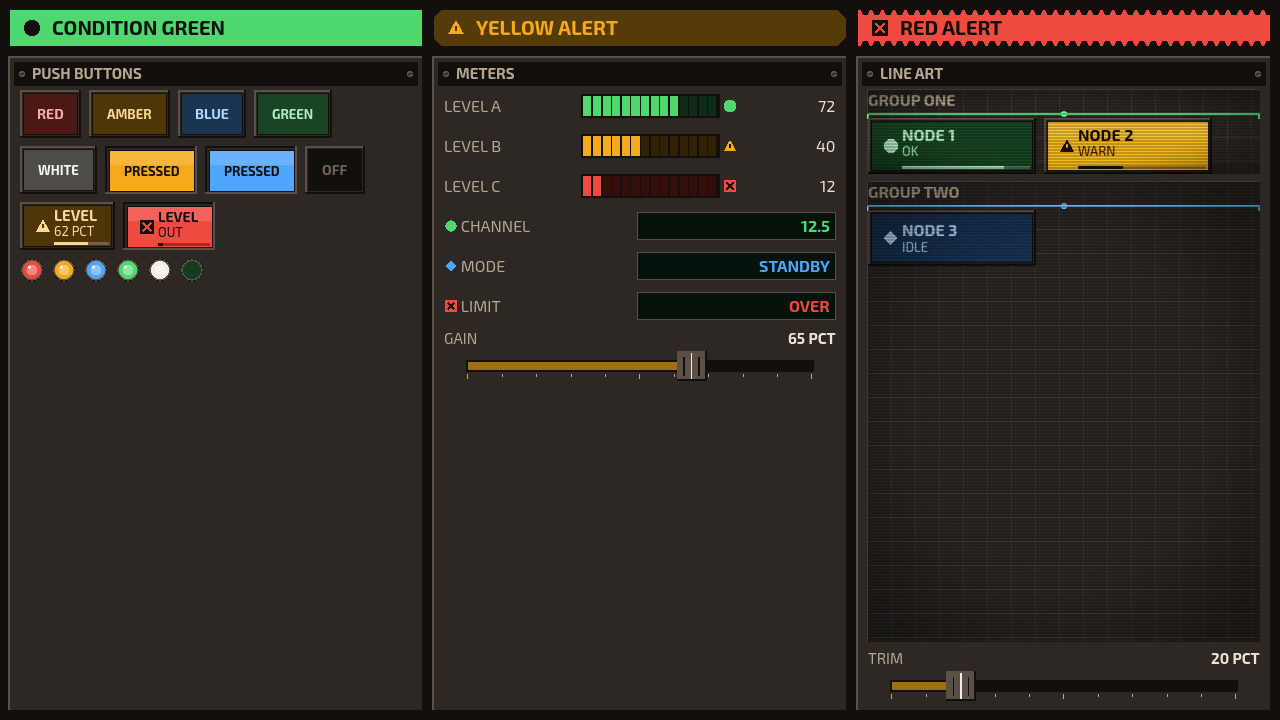 CONDITION GREEN
YELLOW ALERT
RED ALERT
PUSH BUTTONS
RED
AMBER
BLUE
GREEN
WHITE
PRESSED
PRESSED
OFF
LEVEL
62 PCT
LEVEL
OUT
METERS
LEVEL A
72
LEVEL B
40
LEVEL C
12
CHANNEL
12.5
MODE
STANDBY
LIMIT
OVER
GAIN
65 PCT
LINE ART
GROUP ONE
NODE 1
OK
NODE 2
WARN
GROUP TWO
NODE 3
IDLE
TRIM
20 PCT